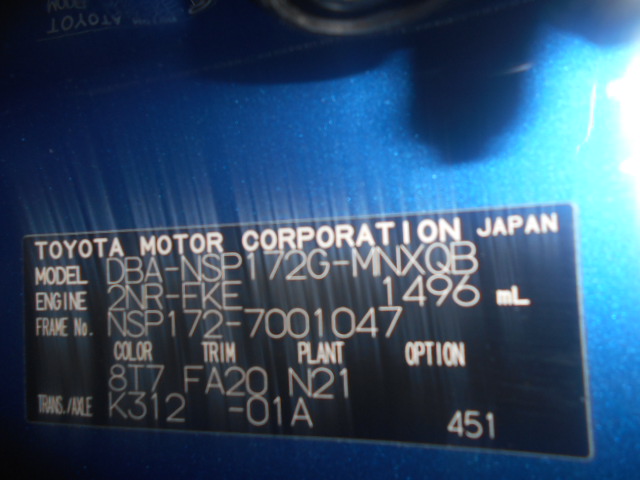 TOYOTA MOTOR CORPORATION JAPAN
MODEL DBA-NSP172G-MNXQB
ENGINE 2NR-FKE 1496 mL
FRAME No. NSP172-7001047
COLOR TRIM PLANT OPTION
8T7 FA20 N21
TRANS./AXLE K312 -01A
451